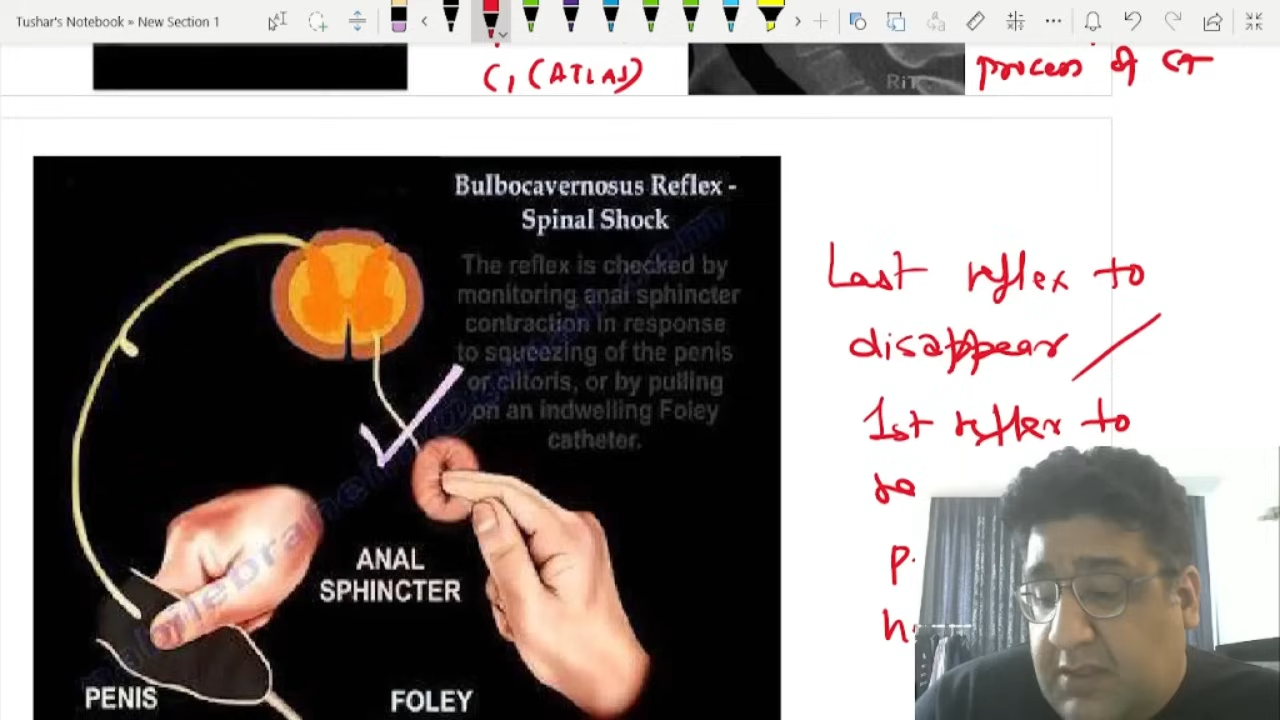 Tushar's Notebook » New Section 1
C1 (ATLAS)
RiT
process of C7
Bulbocavernosus Reflex -
Spinal Shock
The reflex is checked by
monitoring anal sphincter
contraction in response
to squeezing of the penis
or clitoris, or by pulling
on an indwelling Foley
catheter.
Last reflex to
disappear /
1st reflex to
ANAL
SPHINCTER
PENIS
FOLEY